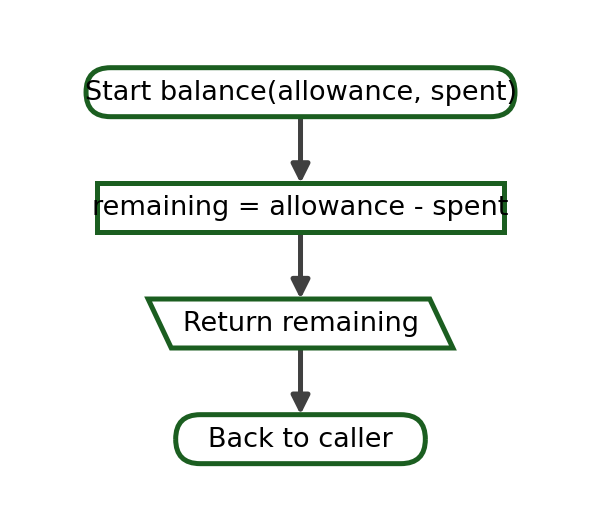 Start balance(allowance, spent)
remaining = allowance - spent
Return remaining
Back to caller